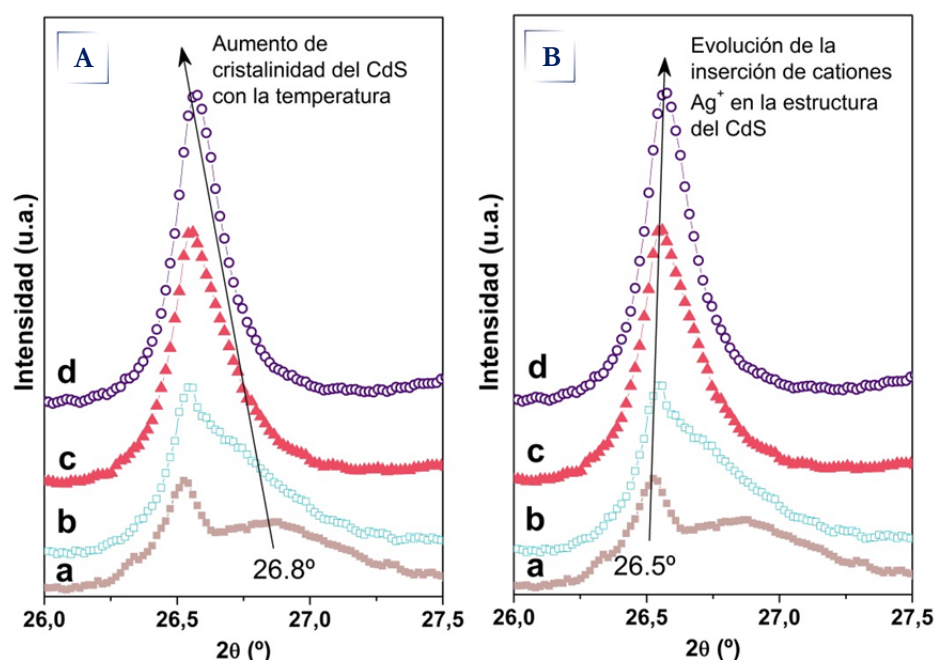 A
Aumento de
cristalinidad del CdS
con la temperatura
Intensidad (u.a.)
d
c
b
a
26.8º
26,0
26,5
27,0
27,5
2θ (º)
B
Evolución de la
inserción de cationes
Ag⁺ en la estructura
del CdS
Intensidad (u.a.)
d
c
b
a
26.5º
26,0
26,5
27,0
27,5
2θ (º)